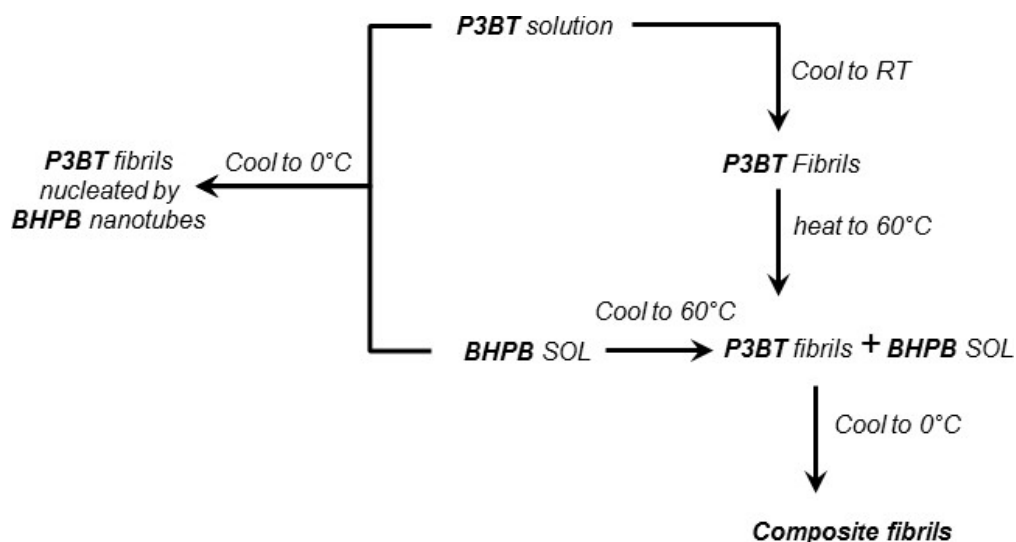 P3BT solution
Cool to RT
P3BT fibrils
nucleated by
BHPB nanotubes
Cool to 0°C
P3BT Fibrils
heat to 60°C
Cool to 60°C
BHPB SOL
P3BT fibrils + BHPB SOL
Cool to 0°C
Composite fibrils